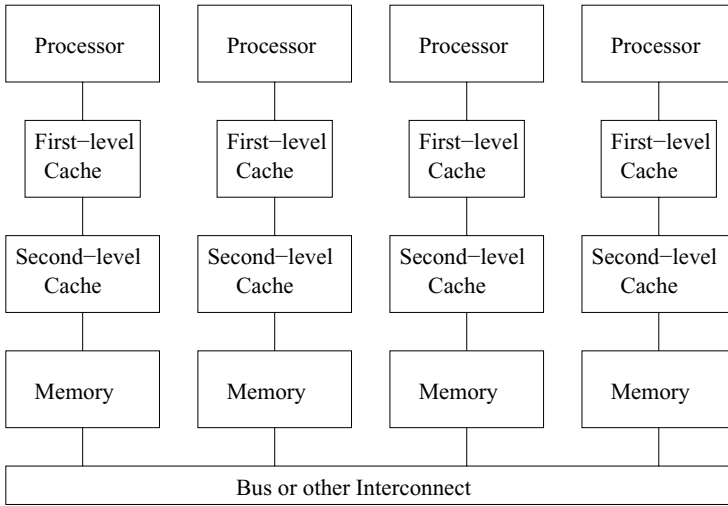 Processor
Processor
Processor
Processor
First−level
Cache
First−level
Cache
First−level
Cache
First−level
Cache
Second−level
Cache
Second−level
Cache
Second−level
Cache
Second−level
Cache
Memory
Memory
Memory
Memory
Bus or other Interconnect